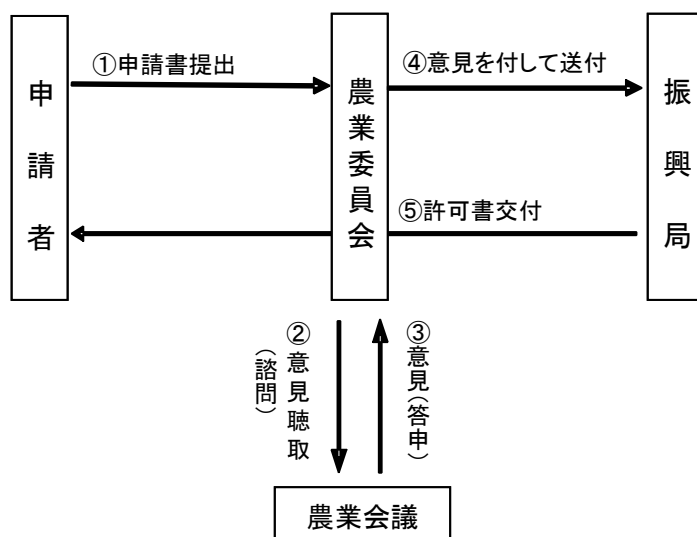 ①申請書提出
④意見を付して送付
申請者
農業委員会
振興局
⑤許可書交付
②意見聴取
（諮問）
③意見（答申）
農業会議